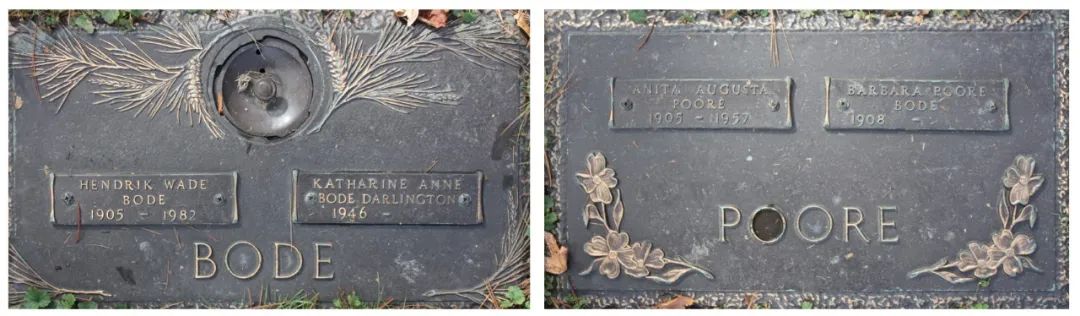 HENDRIK WADE
BODE
1905 - 1982
KATHARINE ANNE
BODE DARLINGTON
1946 -
BODE
ANITA AUGUSTA
POORE
1905 - 1957
BARBARA POORE
BODE
1908 -
POORE